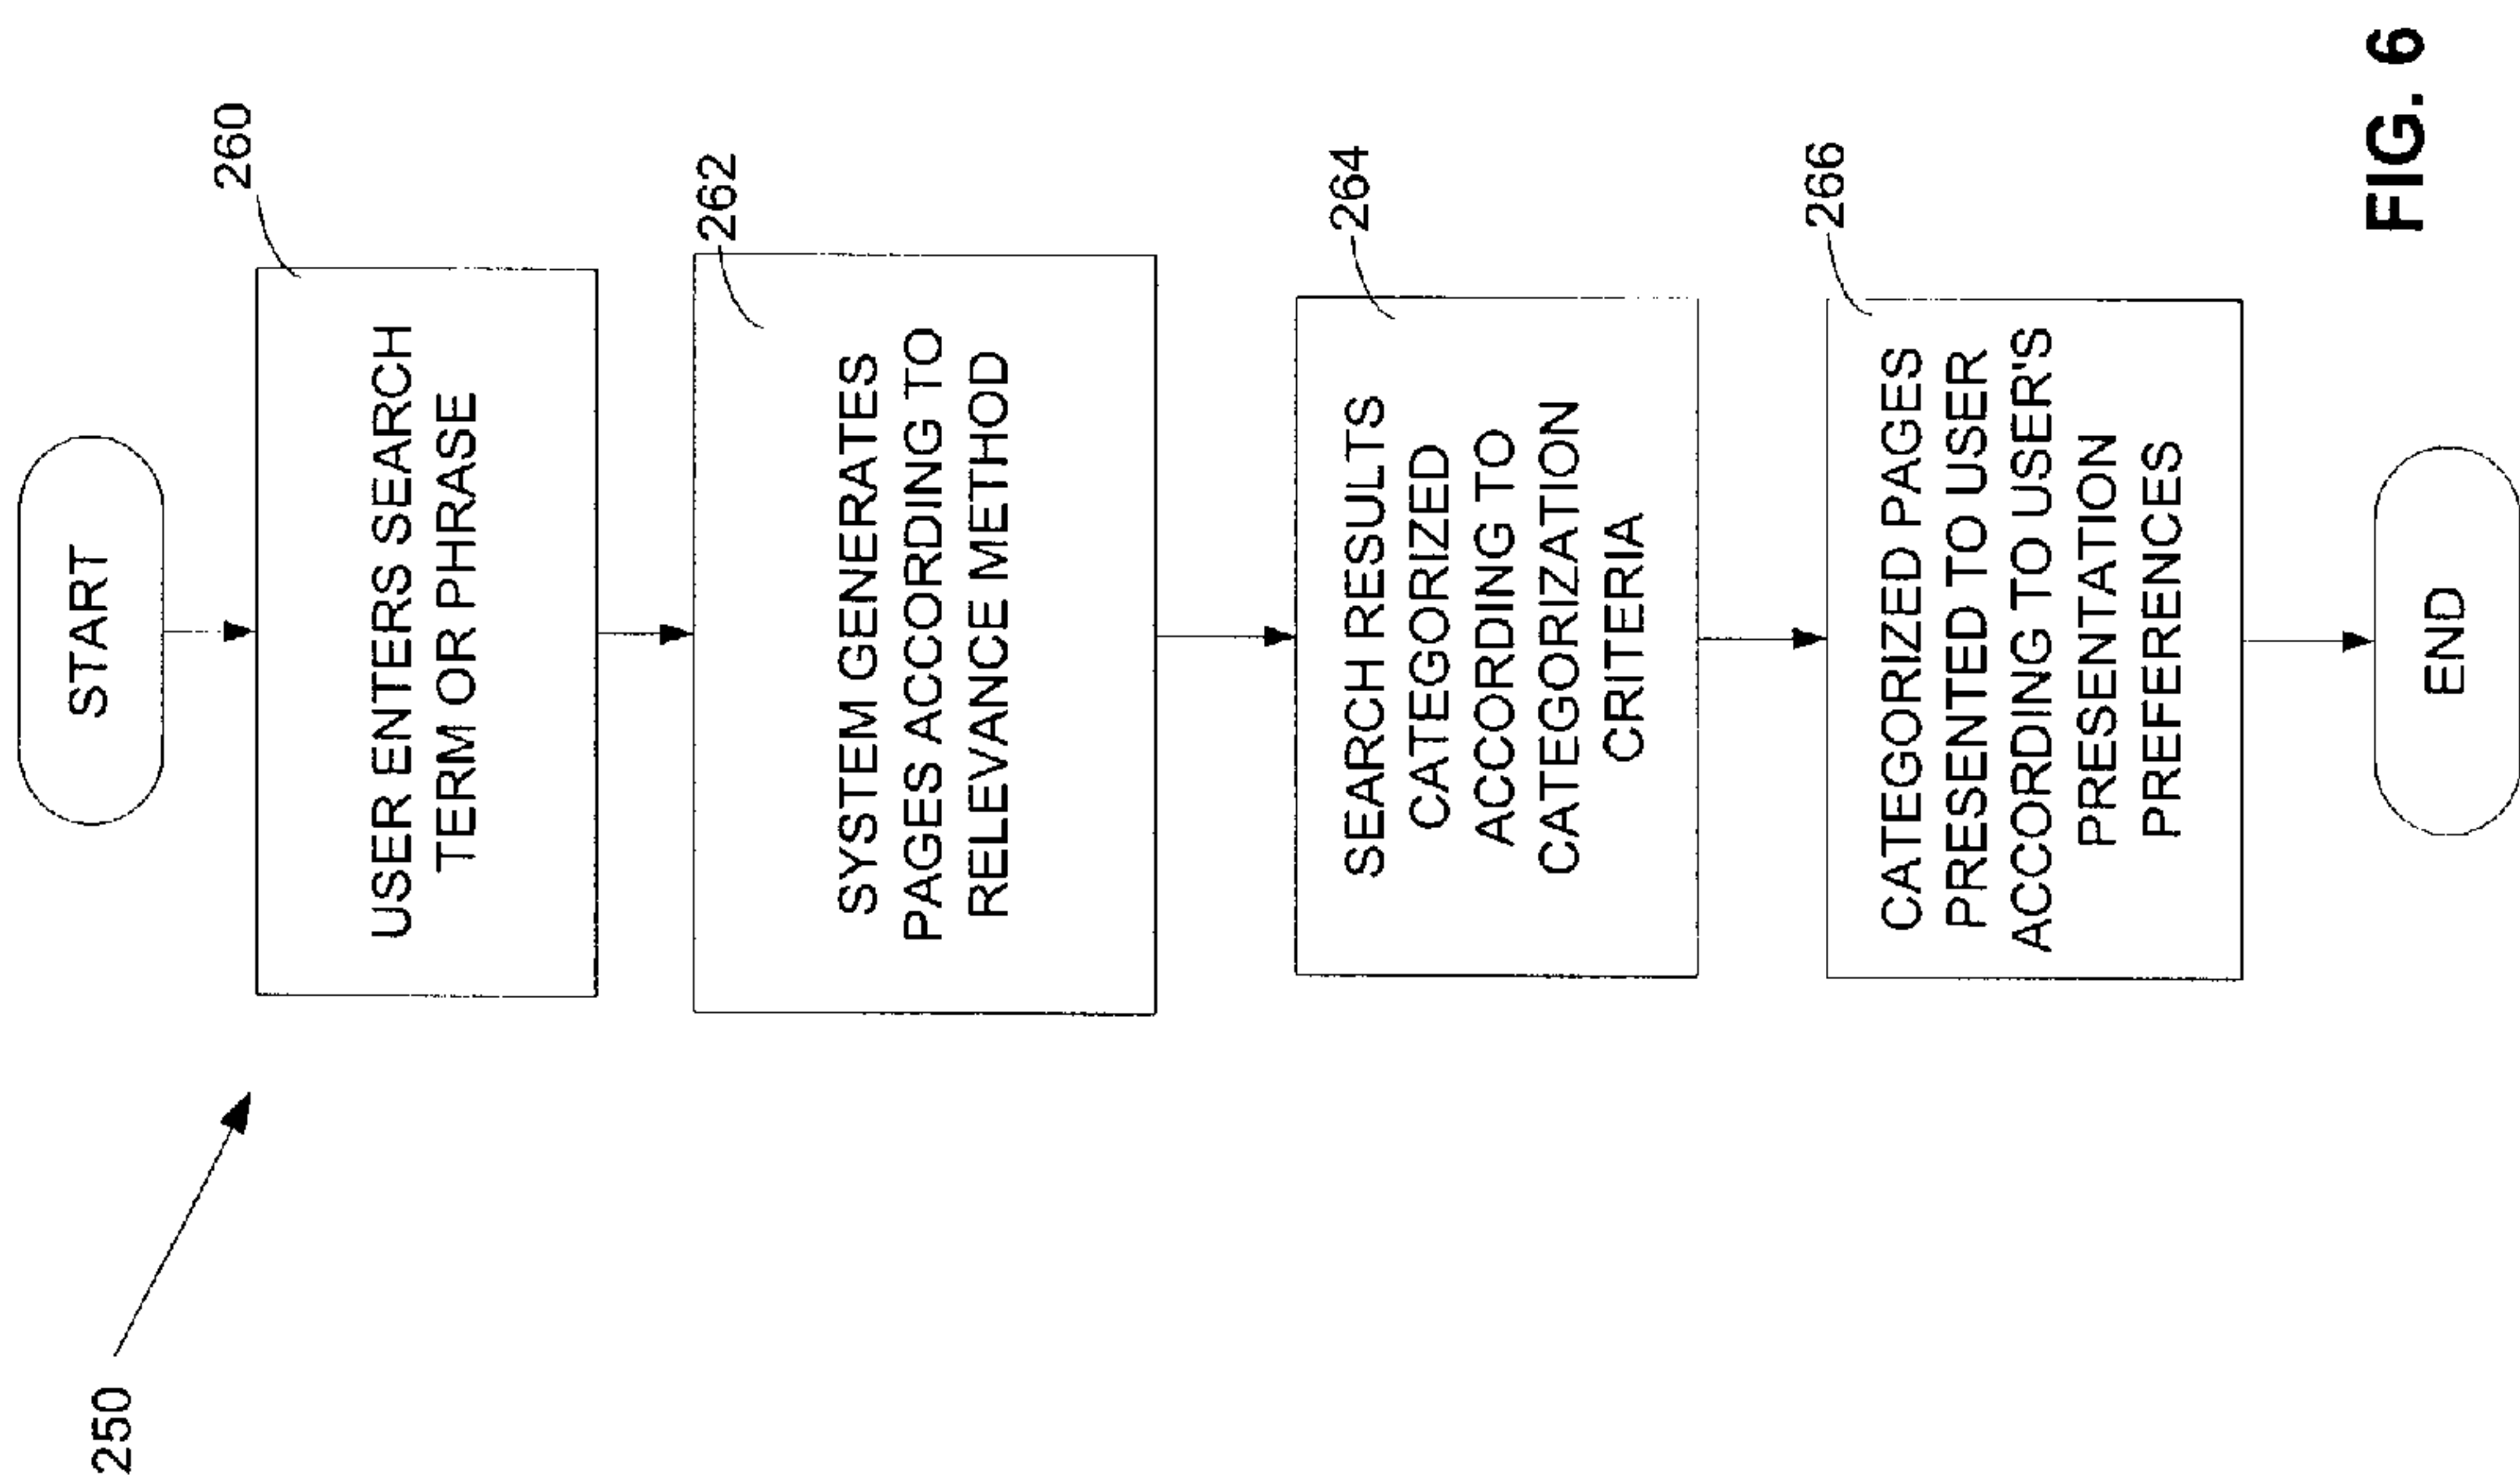 250
START
260
USER ENTERS SEARCH
TERM OR PHRASE
262
SYSTEM GENERATES
PAGES ACCORDING TO
RELEVANCE METHOD
264
SEARCH RESULTS
CATEGORIZED
ACCORDING TO
CATEGORIZATION
CRITERIA
266
CATEGORIZED PAGES
PRESENTED TO USER
ACCORDING TO USER'S
PRESENTATION
PREFERENCES
END
FIG. 6